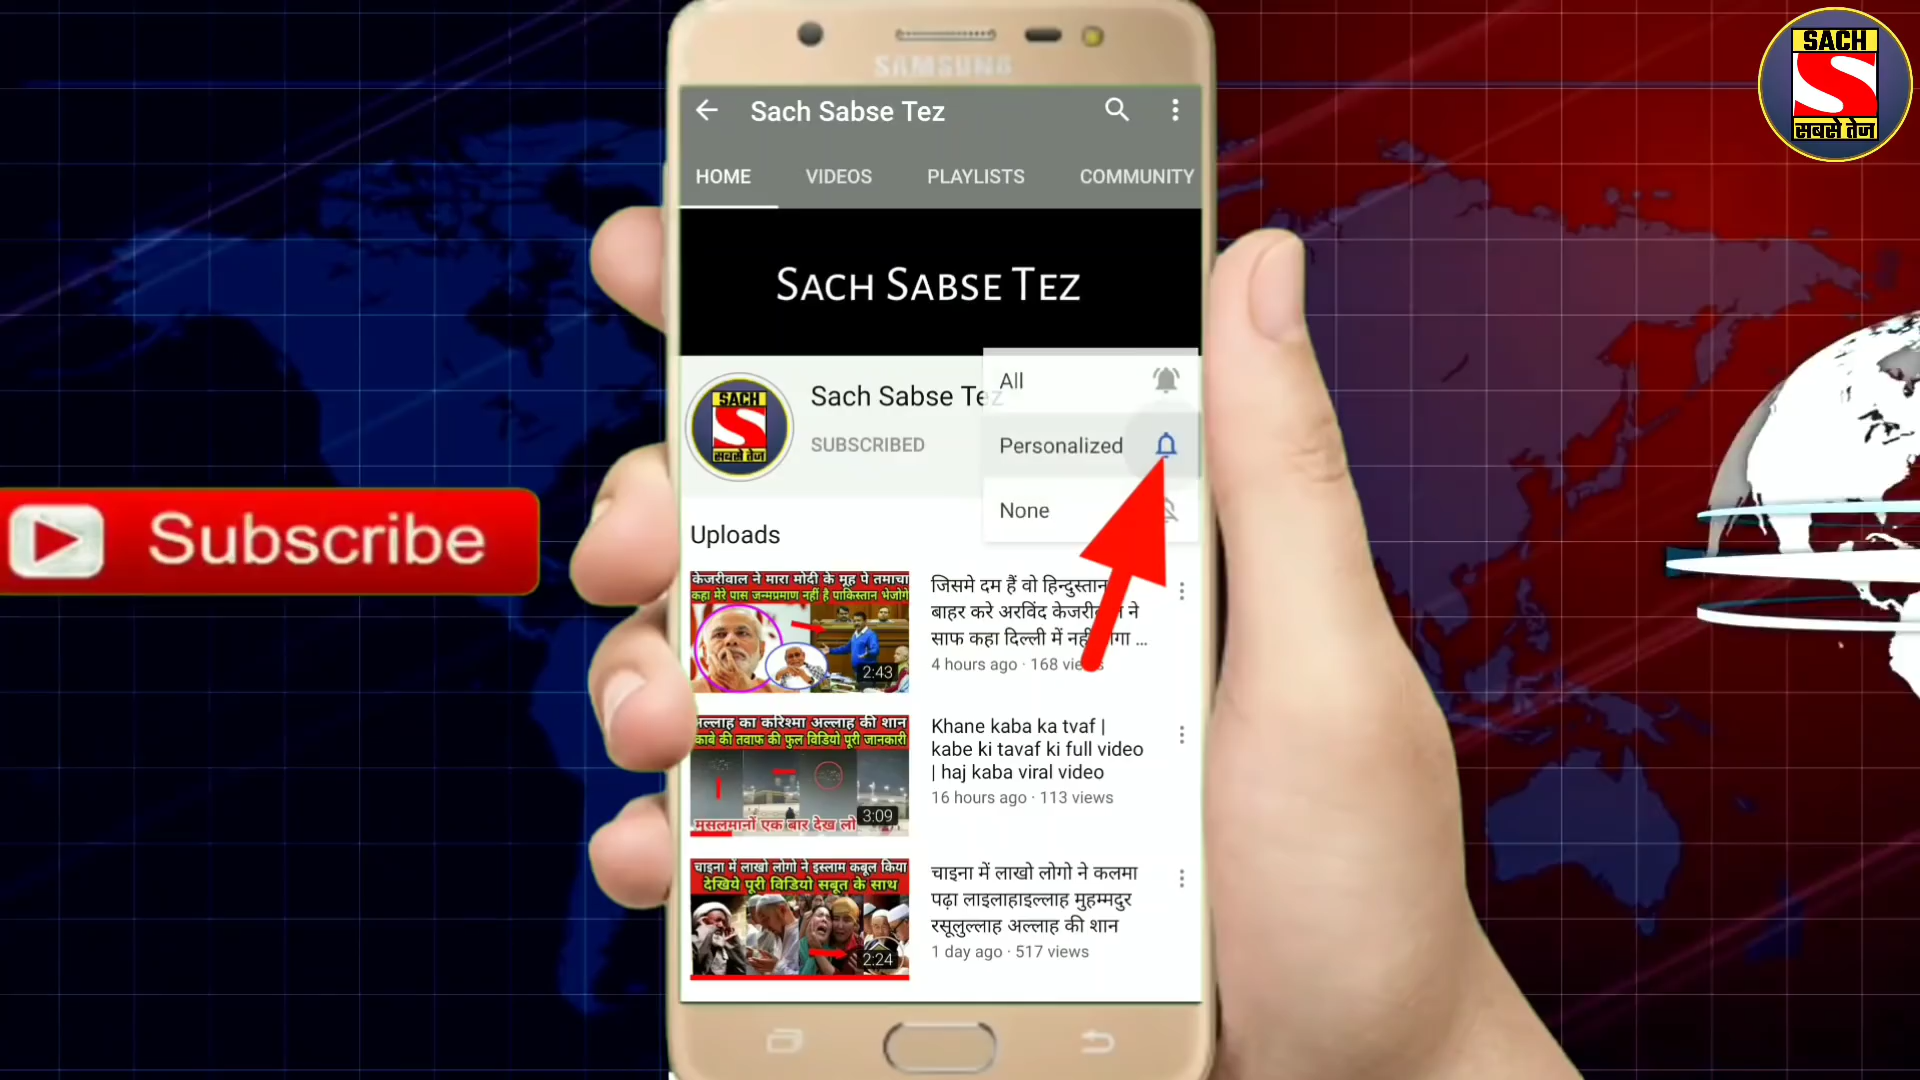 SACH
सबसे तेज
SAMSUNG
Sach Sabse Tez
HOME
VIDEOS
PLAYLISTS
COMMUNITY
SACH SABSE TEZ
SACH
सबसे तेज
Sach Sabse Tez
SUBSCRIBED
All
Personalized
None
Subscribe
Uploads
केजरीवाल ने मारा मोदी के मूह पे तमाचा
कहा मेरे पास जन्मप्रमाण नहीं है पाकिस्तान भेजोगे
2:43
जिसमे दम हैं वो हिन्दुस्तान
बाहर करे अरविंद केजरीवाल ने
साफ कहा दिल्ली में नहीं ...
4 hours ago · 168 views
अल्लाह का करिश्मा अल्लाह की शान
काबे की तवाफ की फुल विडियो पूरी जानकारी
मुसलमानों एक बार देख लो
3:09
Khane kaba ka tvaf |
kabe ki tavaf ki full video
| haj kaba viral video
16 hours ago · 113 views
चाइना में लाखो लोगो ने इस्लाम कबूल किया
देखिये पूरी विडियो सबूत के साथ
2:24
चाइना में लाखो लोगो ने कलमा
पढ़ा लाइलाहाइल्लाह मुहम्मदुर
रसूलुल्लाह अल्लाह की शान
1 day ago · 517 views